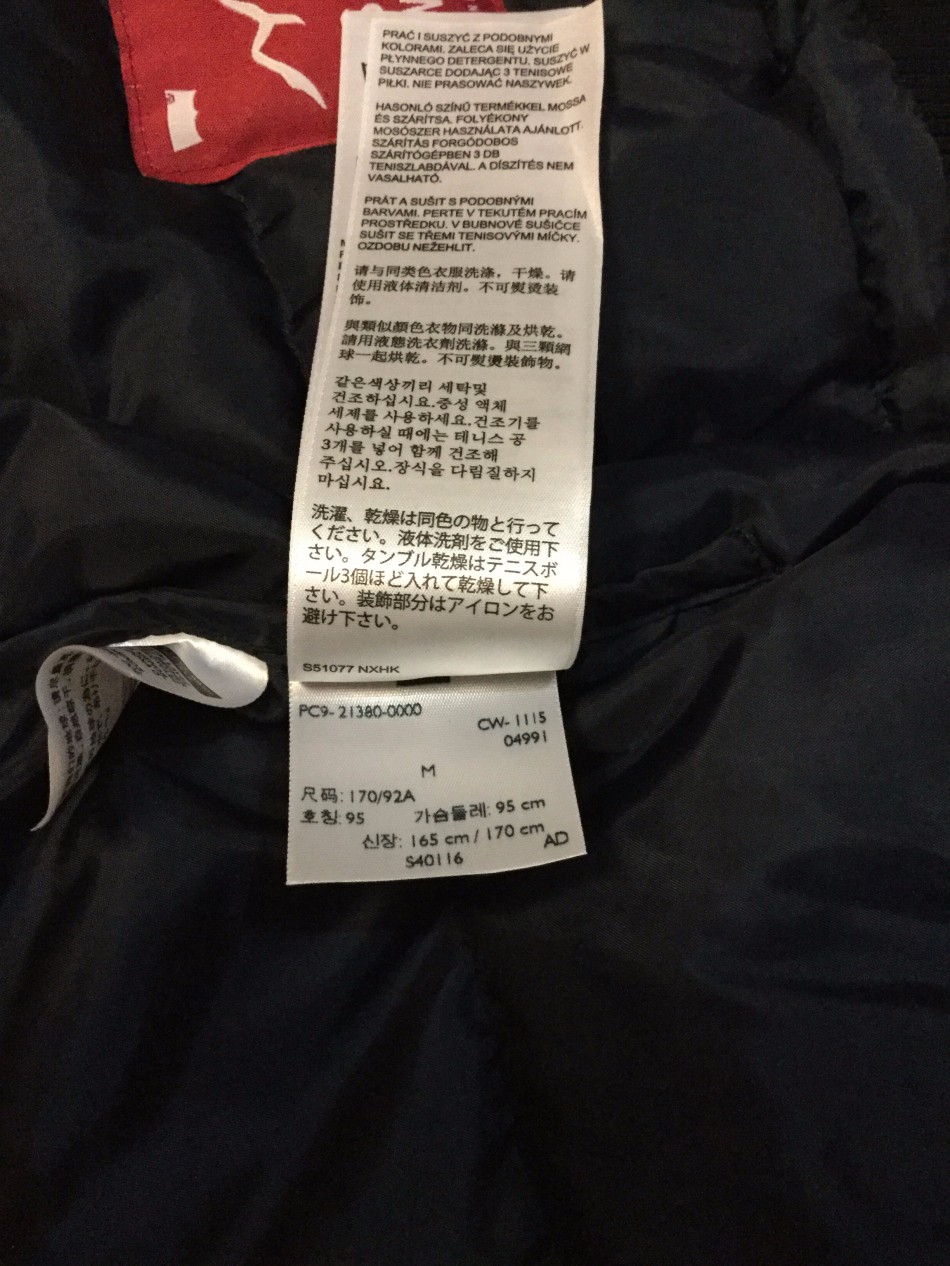 PRAĆ I SUSZYĆ Z PODOBNYMI
KOLORAMI. ZALECA SIĘ UŻYCIE
PŁYNNEGO DETERGENTU. SUSZYĆ W
SUSZARCE DODAJĄC 3 TENISOWE
PIŁKI. NIE PRASOWAĆ NASZYWEK.
HASONLÓ SZÍNŰ TERMÉKKEL MOSSA
ÉS SZÁRÍTSA. FOLYÉKONY
MOSÓSZER HASZNÁLATA AJÁNLOTT.
SZÁRÍTÁS FORGÓDOBOS
SZÁRÍTÓGÉPBEN 3 DB
TENISZLABDÁVAL. A DÍSZÍTÉS NEM
VASALHATÓ.
PRÁT A SUŠIT S PODOBNÝMI
BARVAMI. PERTE V TEKUTÉM PRACÍM
PROSTŘEDKU. V BUBNOVÉ SUŠIČCE
SUŠIT SE TŘEMI TENISOVÝMI MÍČKY.
OZDOBU NEŽEHLIT.
请与同类色衣服洗涤，干燥。请
使用液体清洁剂。不可熨烫装
饰。
與類似顏色衣物同洗滌及烘乾。
請用液態洗衣劑洗滌。與三顆網
球一起烘乾。不可熨燙裝飾物。
같은색상끼리 세탁및
건조하십시요.중성 액체
세제를 사용하세요.건조기를
사용하실 때에는 테니스 공
3개를 넣어 함께 건조해
주십시오.장식을 다림질하지
마십시요.
洗濯、乾燥は同色の物と行って
ください。液体洗剤をご使用下
さい。タンブル乾燥はテニスボ
ール3個ほど入れて乾燥して下
さい。装飾部分はアイロンをお
避け下さい。
S51077 NXHK
PC9-21380-0000
CW-1115
04991
M
尺码:170/92A
호칭:95 가슴둘레: 95 cm
신장: 165 cm / 170 cm
AD
S40116